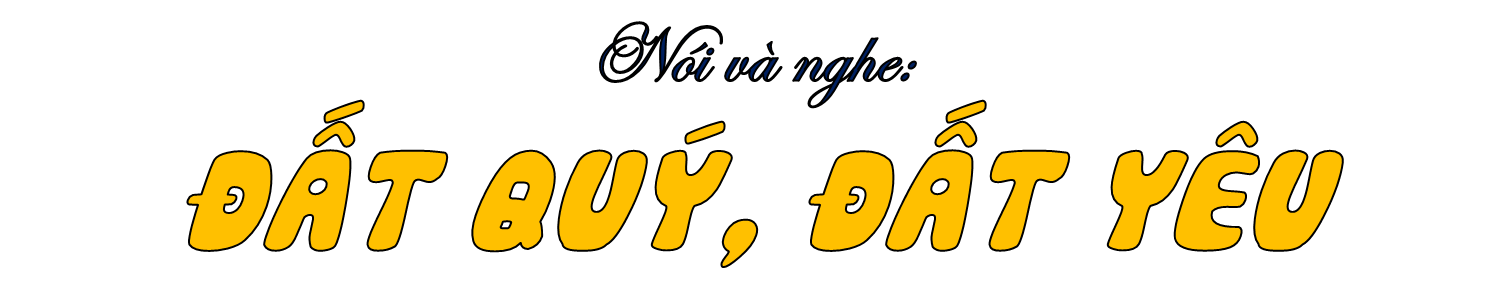 Nói và nghe:
ĐẤT QUÝ, ĐẤT YÊU